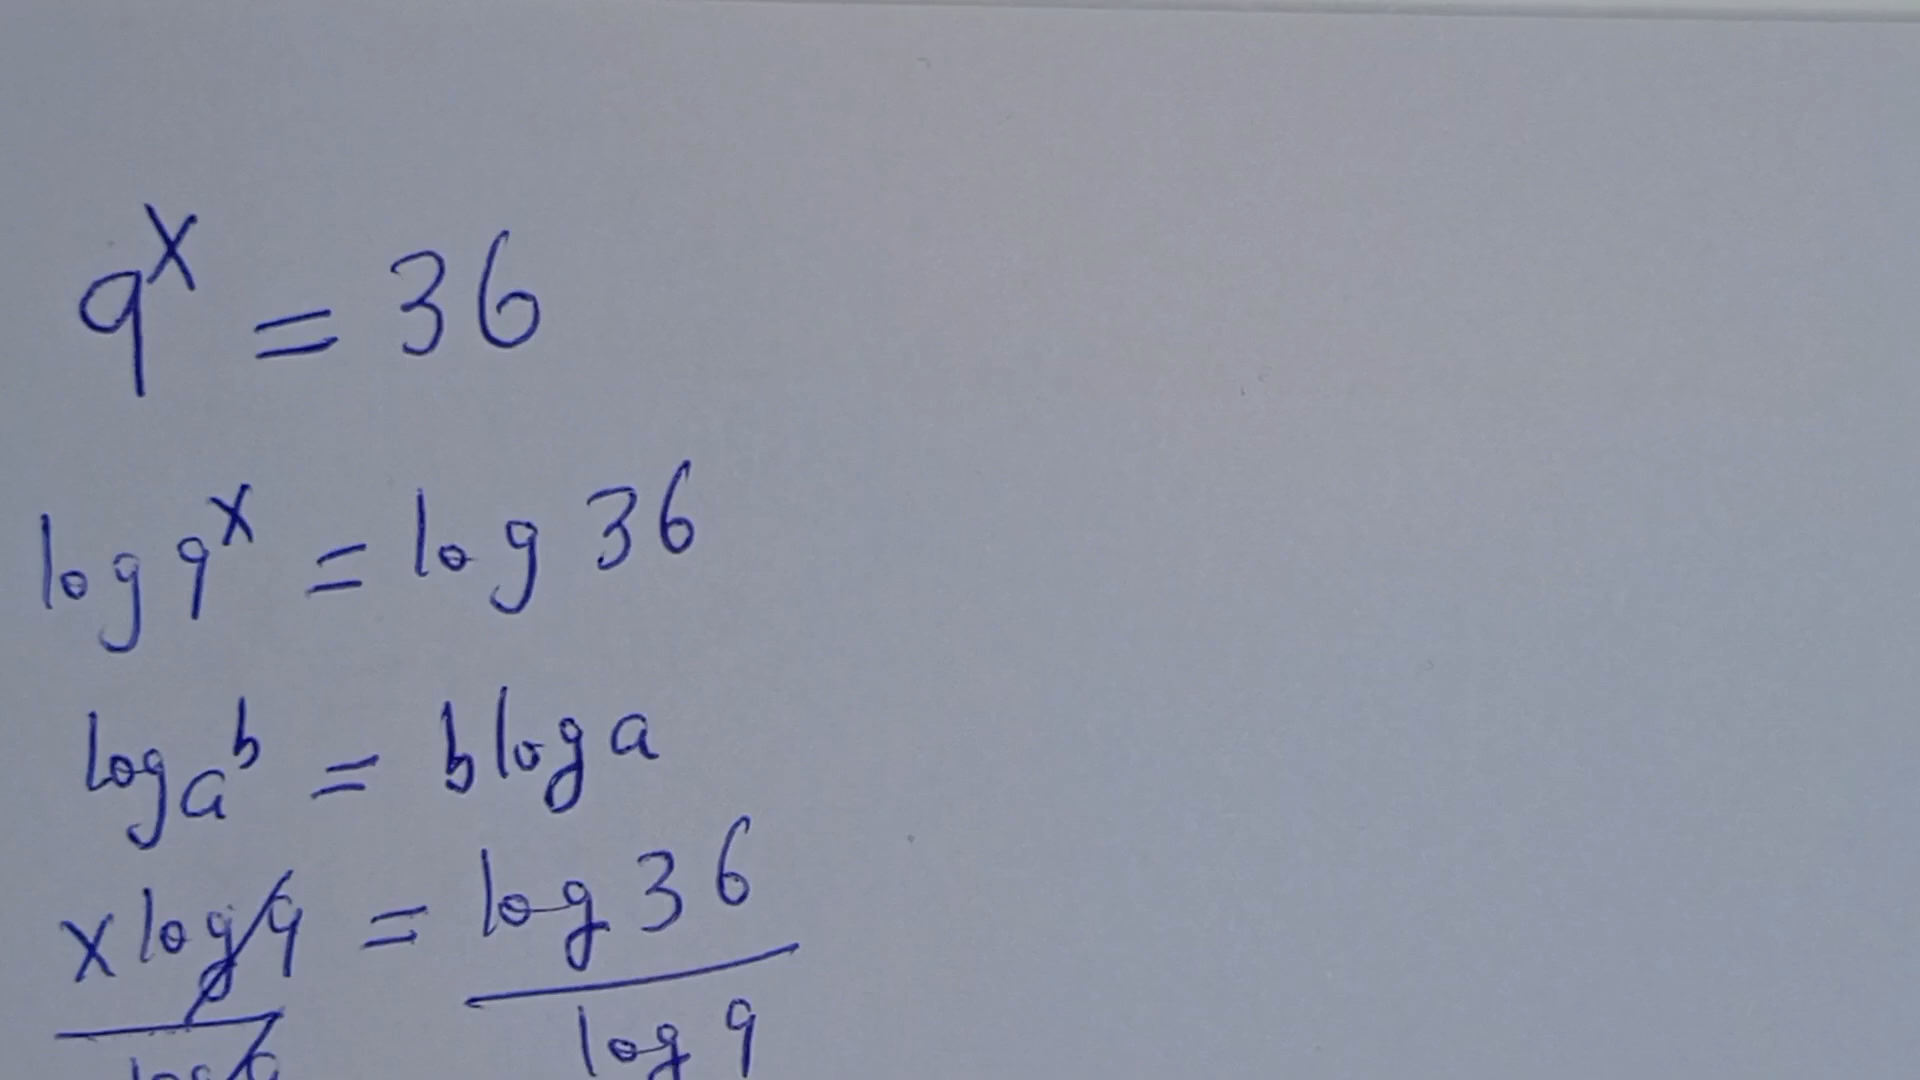 9^x = 36
log 9^x = log 36
log a^b = b log a
x log 9 = log 36
log 9